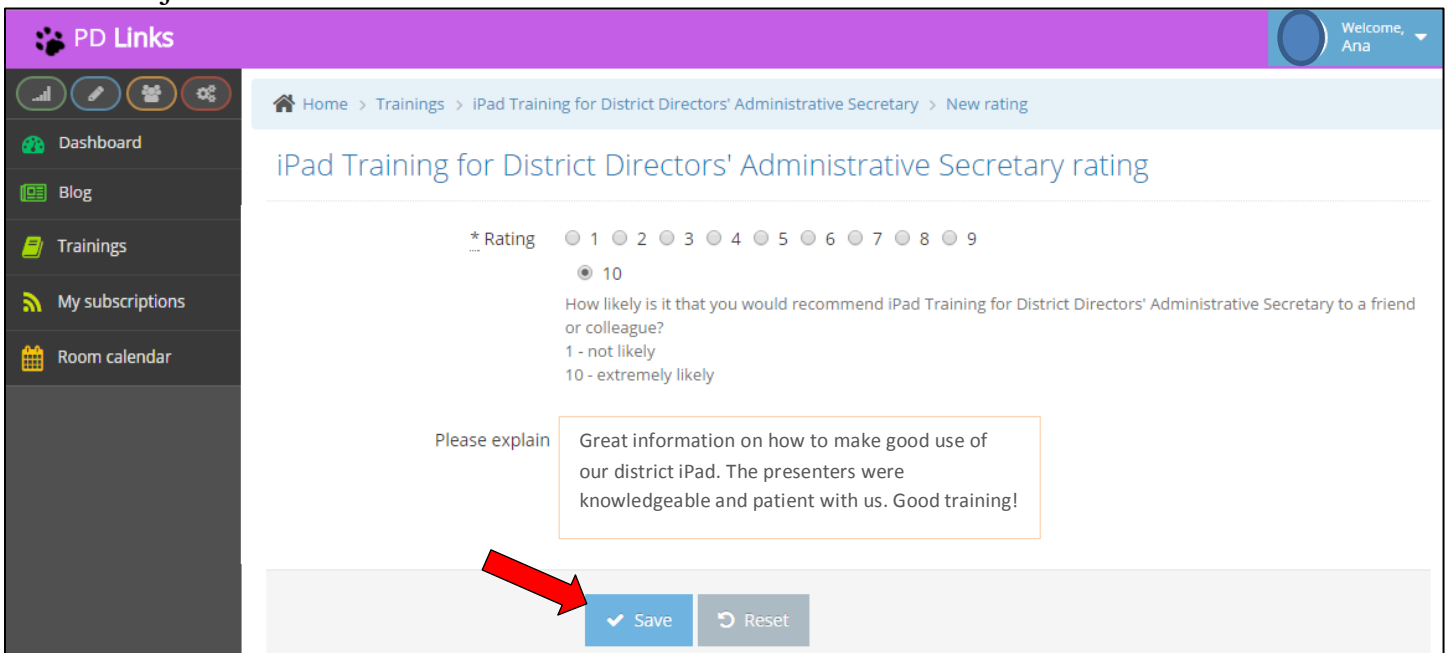 PD Links
Welcome,
Ana
Home > Trainings > iPad Training for District Directors' Administrative Secretary > New rating
Dashboard
Blog
Trainings
My subscriptions
Room calendar
iPad Training for District Directors' Administrative Secretary rating
* Rating 1 2 3 4 5 6 7 8 9
10
How likely is it that you would recommend iPad Training for District Directors' Administrative Secretary to a friend
or colleague?
1 - not likely
10 - extremely likely
Please explain
Great information on how to make good use of
our district iPad. The presenters were
knowledgeable and patient with us. Good training!
Save Reset